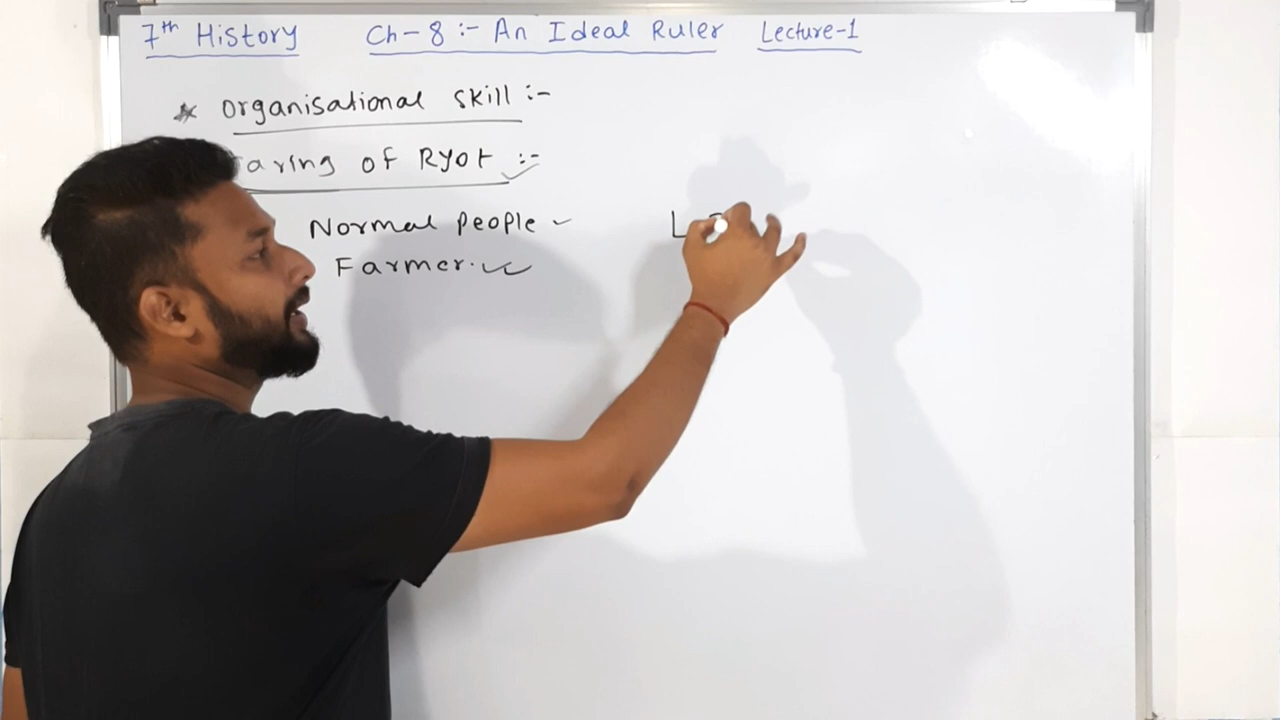 7th History Ch-8 :- An Ideal Ruler Lecture-1
* Organisational skill :-
aring of Ryot :-
Normal people
Farmer.
L